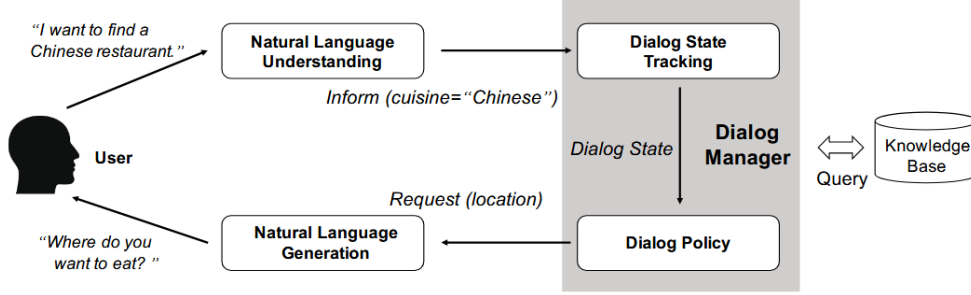 “I want to find a
Chinese restaurant.”
Natural Language
Understanding
Dialog State
Tracking
Inform (cuisine=“Chinese”)
User
Dialog State
Dialog
Manager
Query
Knowledge
Base
Request (location)
“Where do you
want to eat? ”
Natural Language
Generation
Dialog Policy